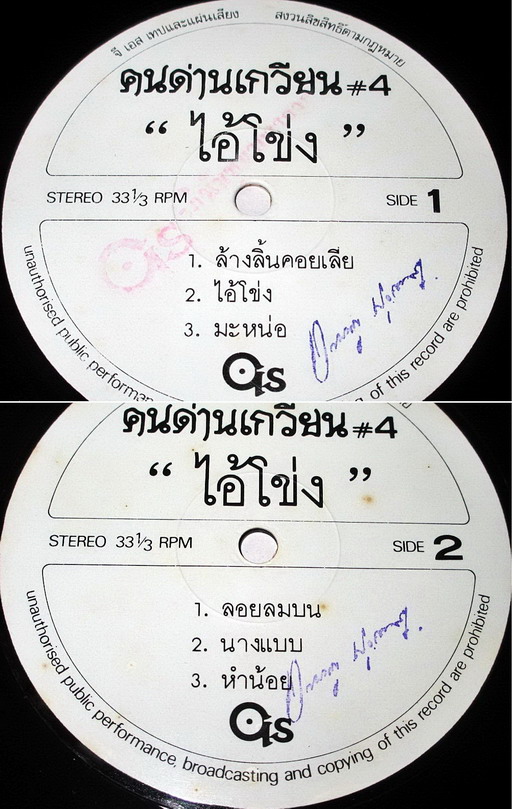 จี เอส เทปและแผ่นเสียง สงวนลิขสิทธิ์ตามกฎหมาย
คนด่านเกวียน #4
“ ไอ้โข่ง ”
STEREO 33⅓ RPM SIDE 1
1. ล้างลิ้นคอยเลีย
2. ไอ้โข่ง
3. มะหน่อ
GS
unauthorised public performan
g of this record are prohibited
คนด่านเกวียน #4
“ ไอ้โข่ง ”
STEREO 33⅓ RPM SIDE 2
1. ลอยลมบน
2. นางแบบ
3. หำน้อย
GS
unauthorised public performance, broadcasting and copying of this record are prohibited